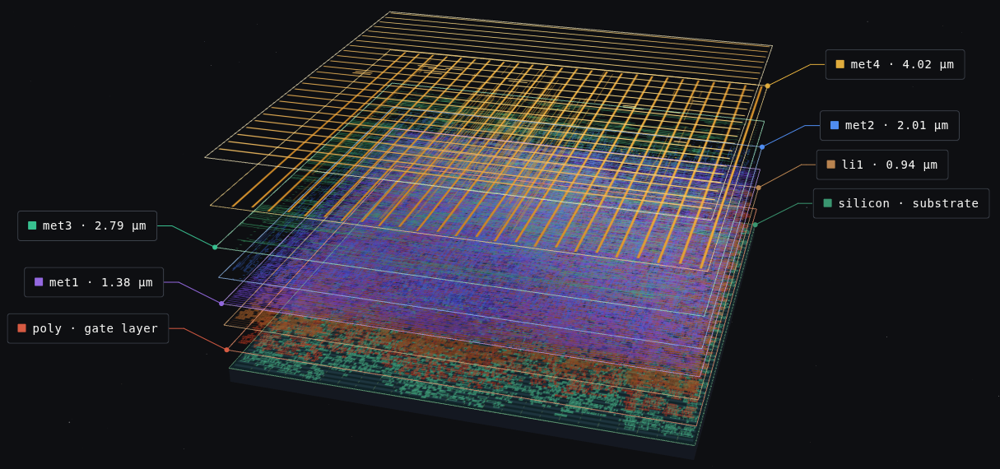 met4 · 4.02 μm
met2 · 2.01 μm
li1 · 0.94 μm
silicon · substrate
met3 · 2.79 μm
met1 · 1.38 μm
poly · gate layer